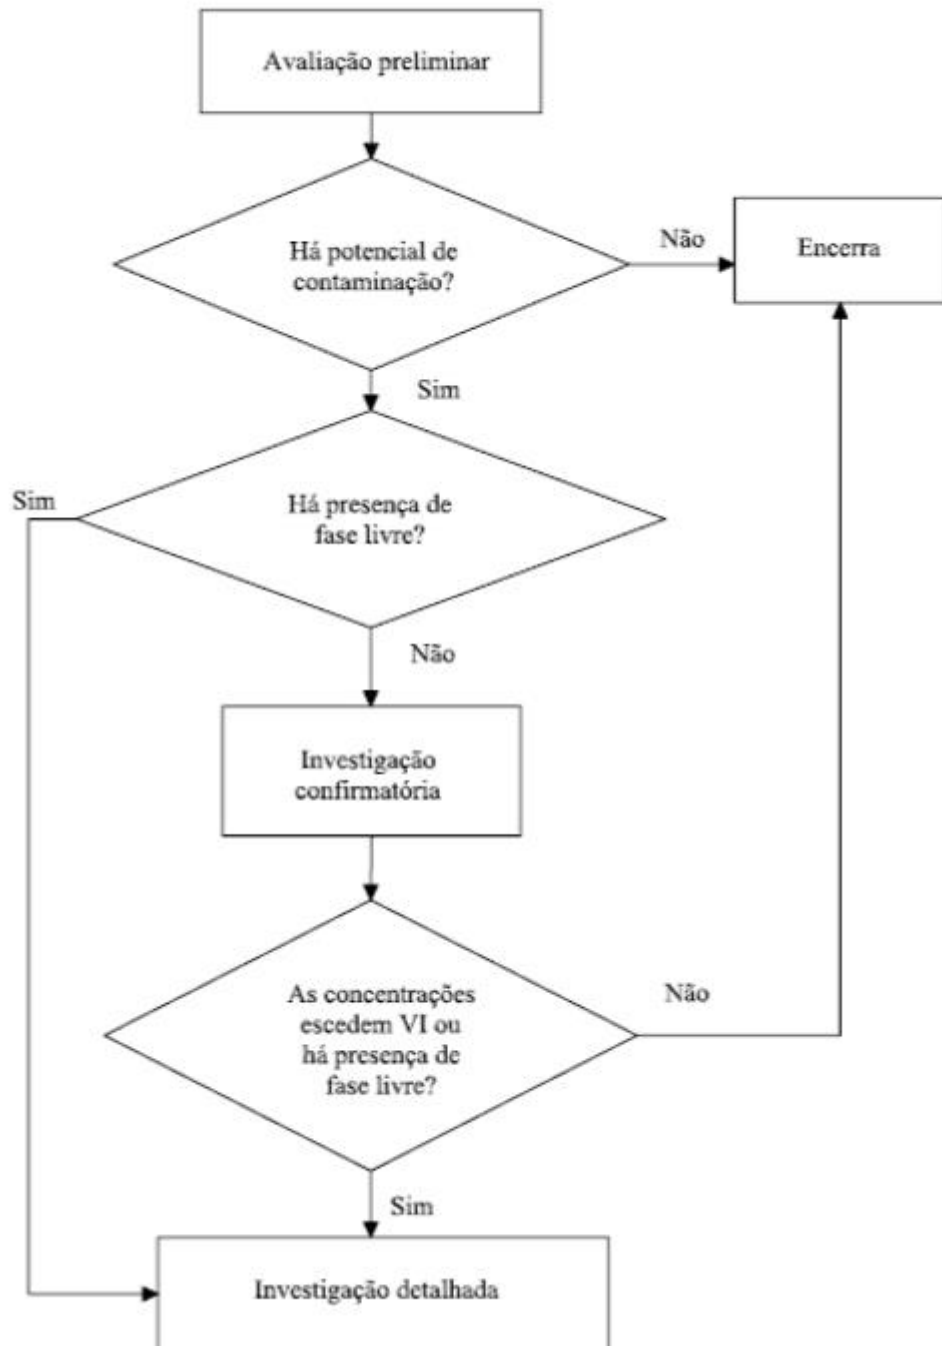 Avaliação preliminar
Há potencial de
contaminação?
Não
Encerra
Sim
Sim
Há presença de
fase livre?
Não
Investigação
confirmatória
As concentrações
escedem VI ou
há presença de
fase livre?
Não
Sim
Investigação detalhada